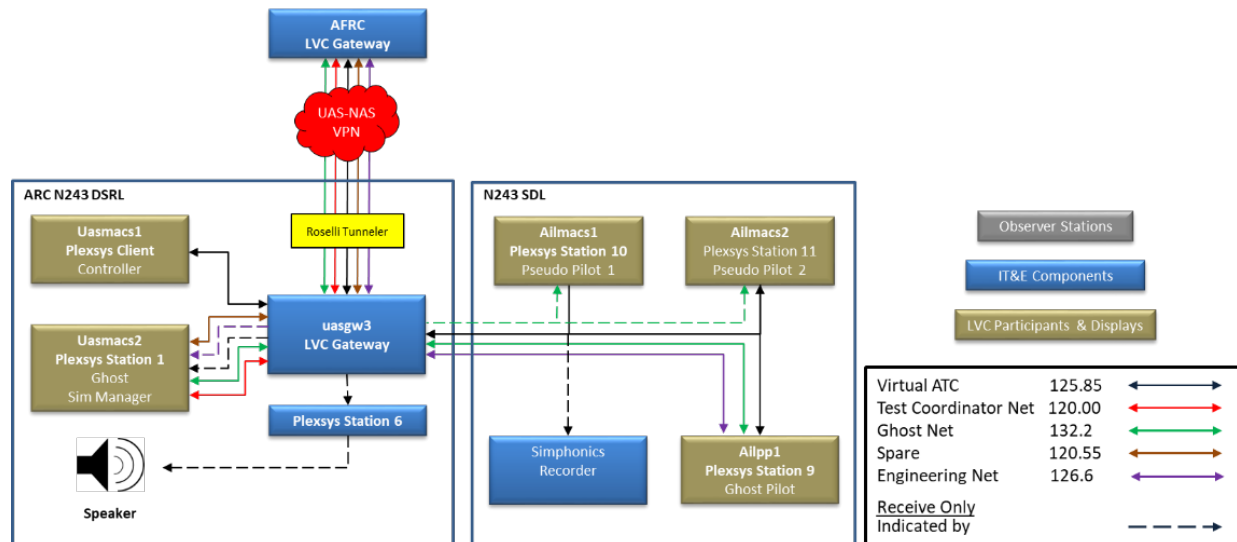 AFRC
LVC Gateway
UAS-NAS
VPN
ARC N243 DSRL
Roselli Tunneler
Uasmacs1
Plexsys Client
Controller
uasgw3
LVC Gateway
Uasmacs2
Plexsys Station 1
Ghost
Sim Manager
Plexsys Station 6
Speaker
N243 SDL
Ailmacs1
Plexsys Station 10
Pseudo Pilot 1
Ailmacs2
Plexsys Station 11
Pseudo Pilot 2
Simphonics
Recorder
Ailpp1
Plexsys Station 9
Ghost Pilot
Observer Stations
IT&E Components
LVC Participants & Displays
Virtual ATC 125.85
Test Coordinator Net 120.00
Ghost Net 132.2
Spare 120.55
Engineering Net 126.6
Receive Only
Indicated by